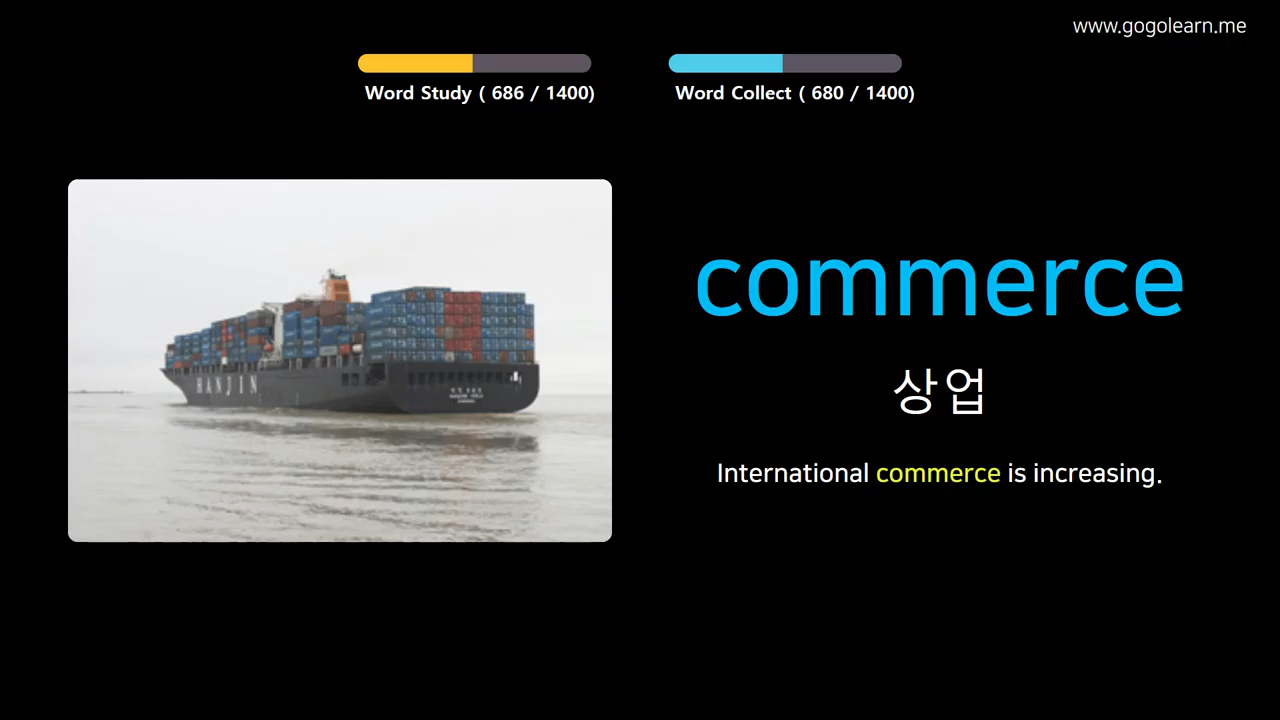 www.gogolearn.me
Word Study ( 686 / 1400)
Word Collect ( 680 / 1400)
commerce
상업
International commerce is increasing.
HANJIN